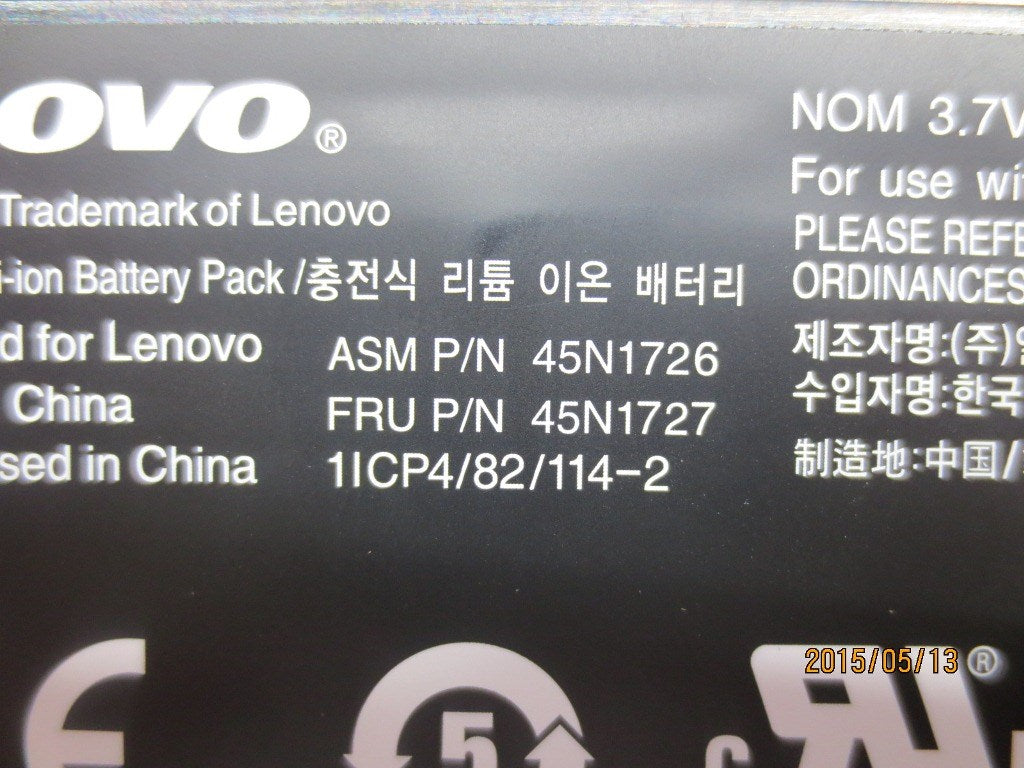 ovo®
Trademark of Lenovo
i-ion Battery Pack /충전식 리튬 이온 배터리
d for Lenovo
ASM P/N 45N1726
China
FRU P/N 45N1727
sed in China
1ICP4/82/114-2
NOM 3.7V
For use wi
PLEASE REFE
ORDINANCES
제조자명:(주)
수입자명:한국
制造地:中国/
5
c
®
2015/05/13